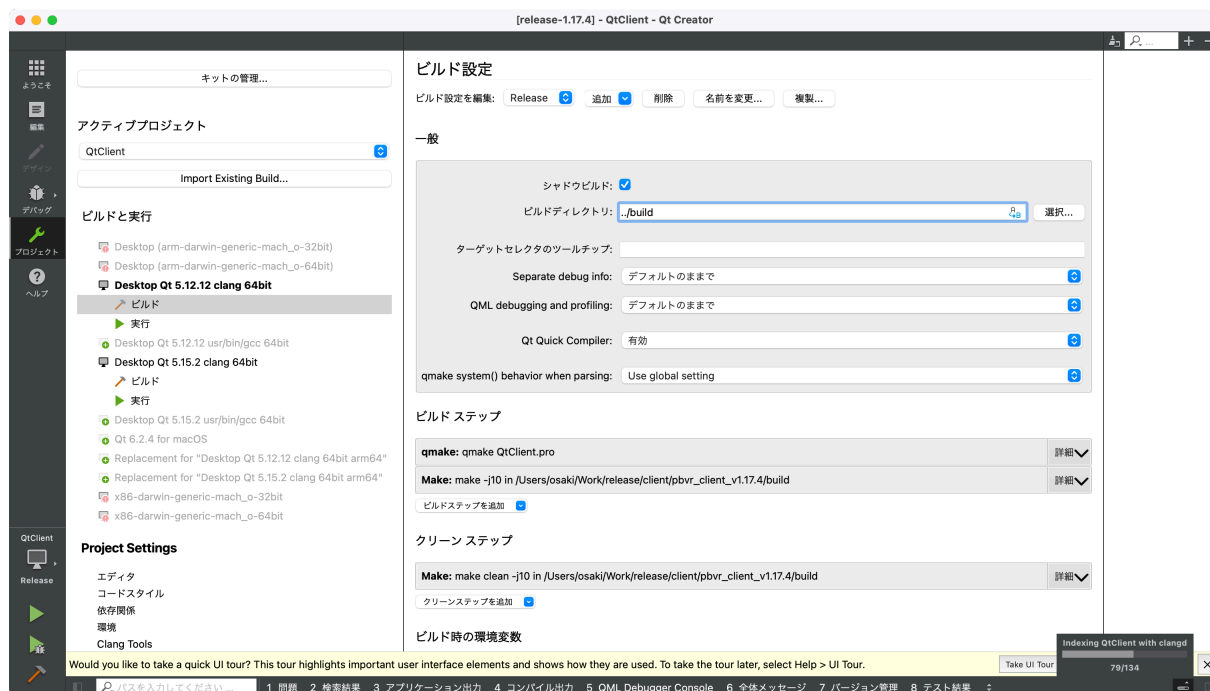 [release-1.17.4] - QtClient - Qt Creator
...
ようこそ
編集
デザイン
デバッグ
プロジェクト
ヘルプ
QtClient
Release
キットの管理...
アクティブプロジェクト
QtClient
Import Existing Build...
ビルドと実行
Desktop (arm-darwin-generic-mach_o-32bit)
Desktop (arm-darwin-generic-mach_o-64bit)
Desktop Qt 5.12.12 clang 64bit
ビルド
実行
Desktop Qt 5.12.12 usr/bin/gcc 64bit
Desktop Qt 5.15.2 clang 64bit
ビルド
実行
Desktop Qt 5.15.2 usr/bin/gcc 64bit
Qt 6.2.4 for macOS
Replacement for "Desktop Qt 5.12.12 clang 64bit arm64"
Replacement for "Desktop Qt 5.15.2 clang 64bit arm64"
x86-darwin-generic-mach_o-32bit
x86-darwin-generic-mach_o-64bit
Project Settings
エディタ
コードスタイル
依存関係
環境
Clang Tools
ビルド設定
ビルド設定を編集: Release 追加 削除 名前を変更... 複製...
一般
シャドウビルド:
ビルドディレクトリ: ../build 選択...
ターゲットセレクタのツールチップ:
Separate debug info: デフォルトのままで
QML debugging and profiling: デフォルトのままで
Qt Quick Compiler: 有効
qmake system() behavior when parsing: Use global setting
ビルド ステップ
qmake: qmake QtClient.pro 詳細
Make: make -j10 in /Users/osaki/Work/release/client/pbvr_client_v1.17.4/build 詳細
ビルドステップを追加
クリーン ステップ
Make: make clean -j10 in /Users/osaki/Work/release/client/pbvr_client_v1.17.4/build 詳細
クリーンステップを追加
ビルド時の環境変数
Indexing QtClient with clangd
79/134
Would you like to take a quick UI tour? This tour highlights important user interface elements and shows how they are used. To take the tour later, select Help > UI Tour. Take UI Tour
パスを入力してください ... 1 問題 2 検索結果 3 アプリケーション出力 4 コンパイル出力 5 QML Debugger Console 6 全体メッセージ 7 バージョン管理 8 テスト結果